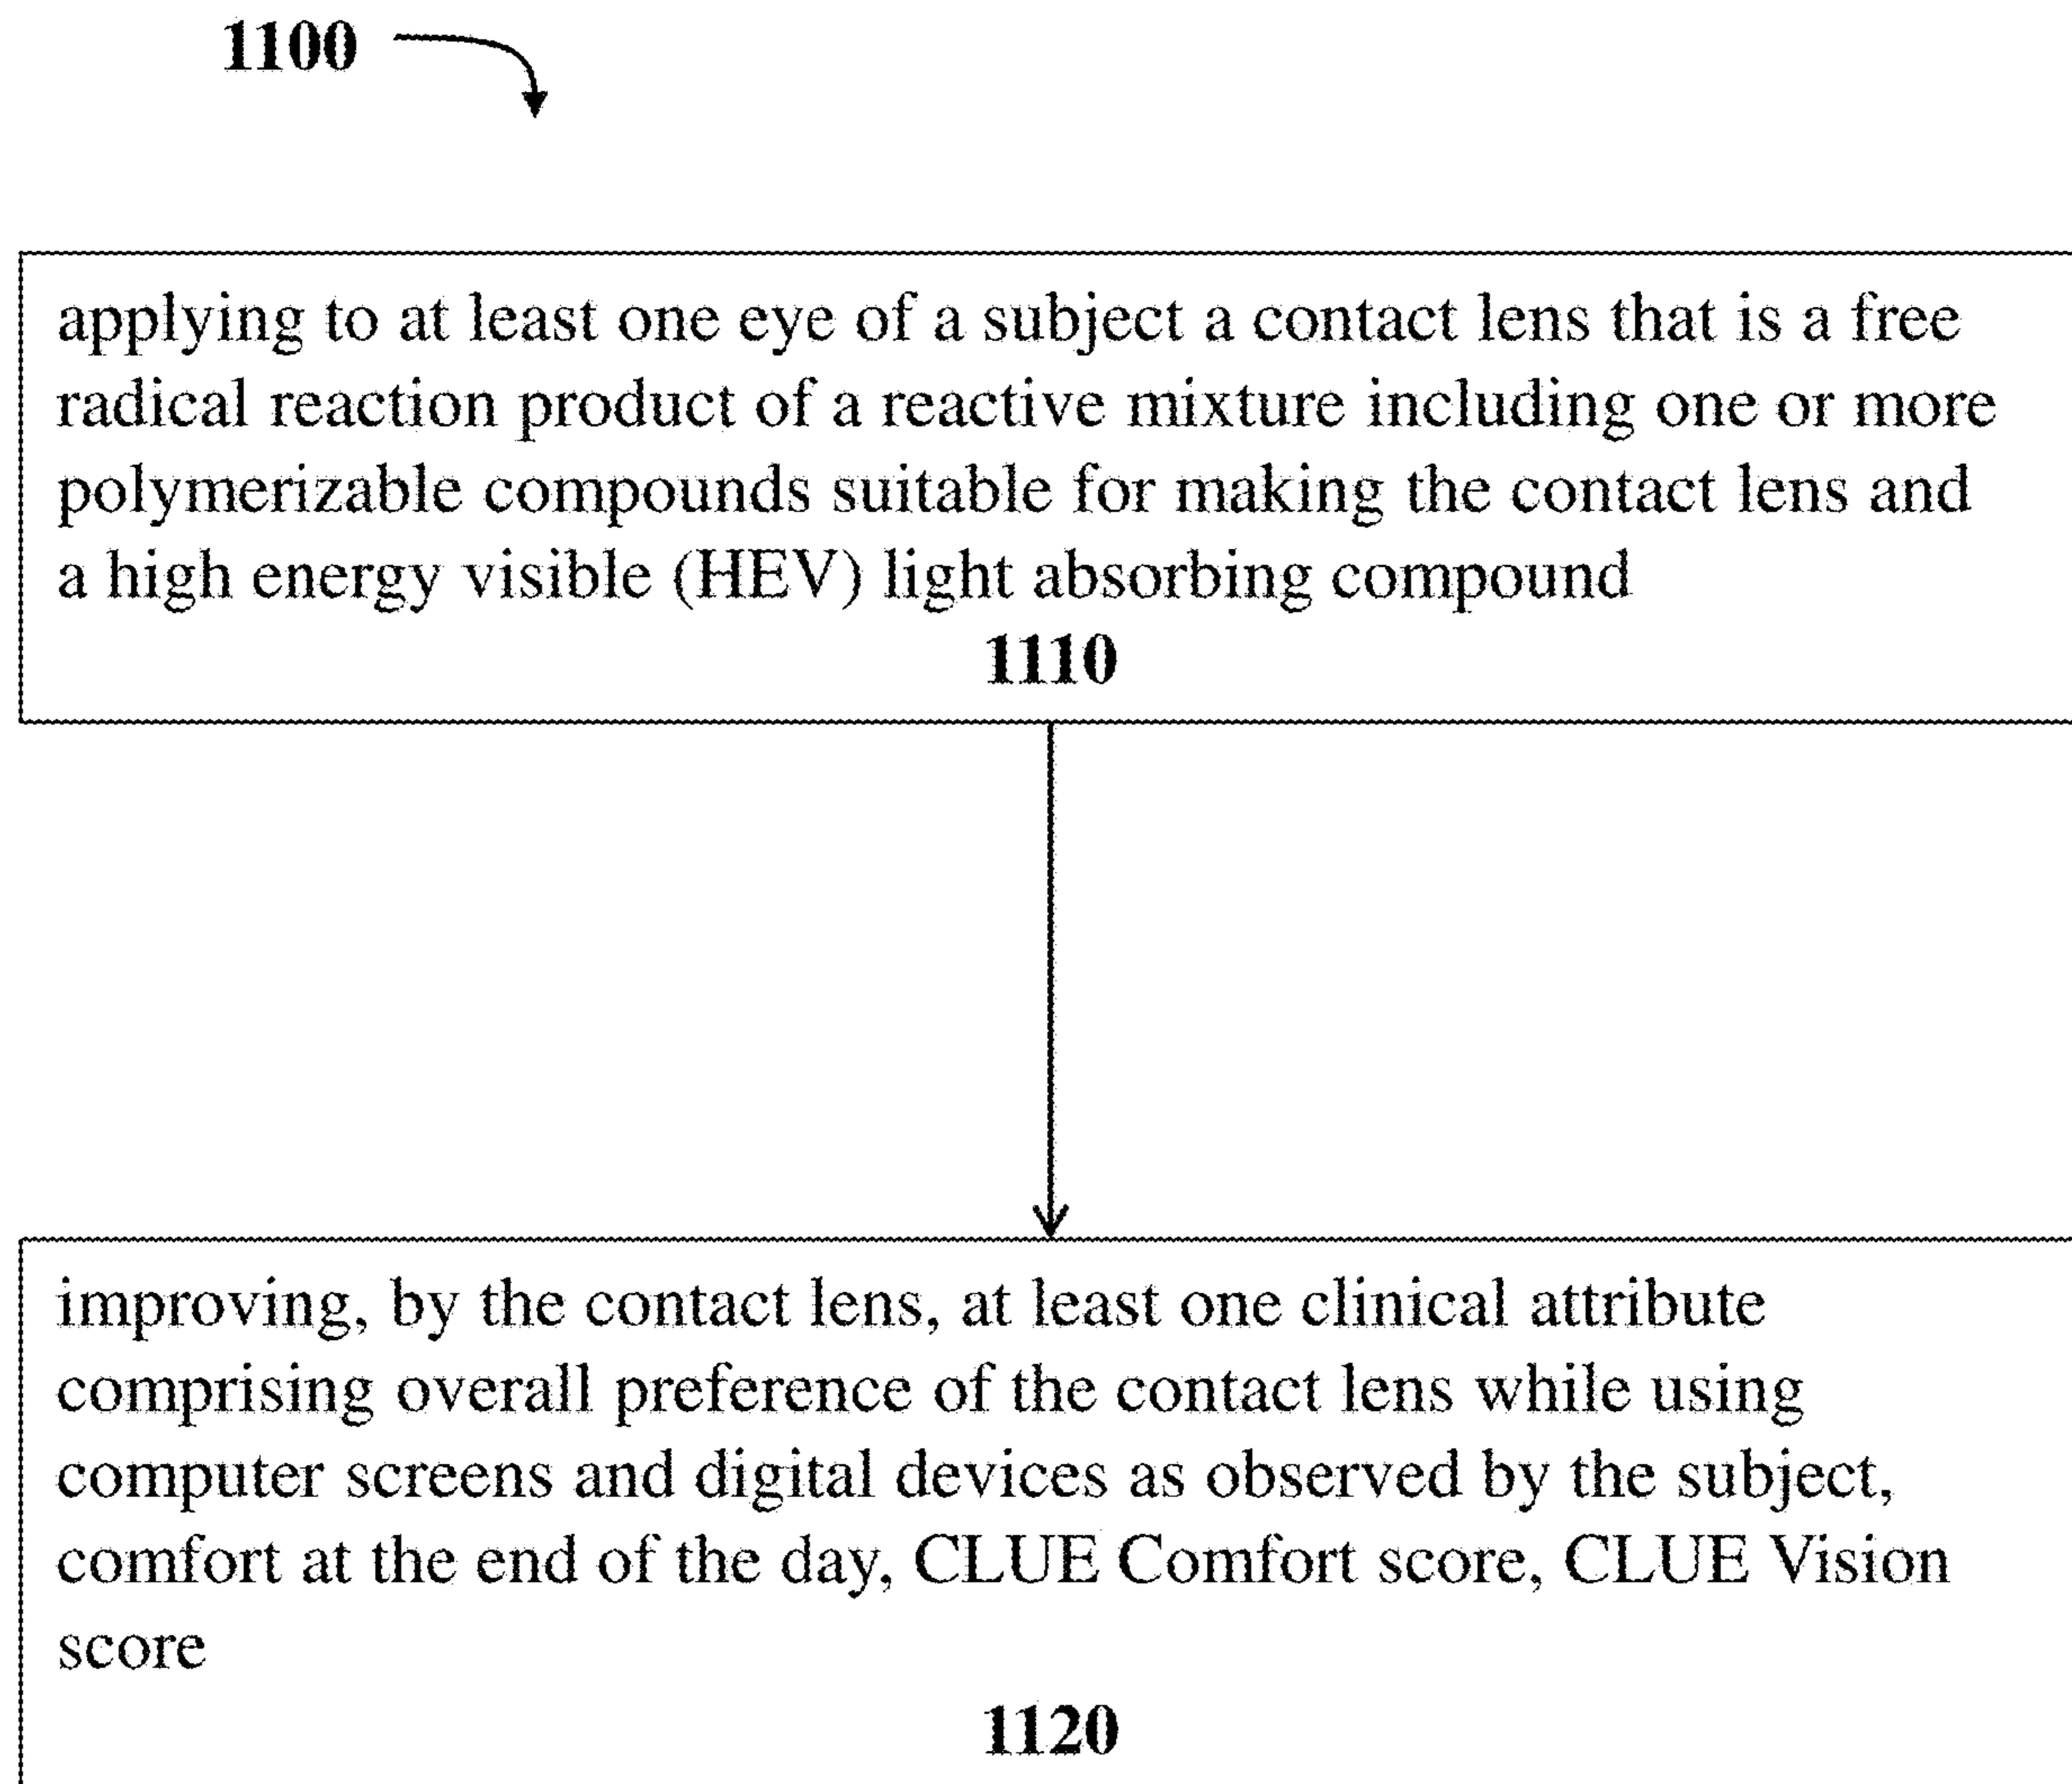 1100
applying to at least one eye of a subject a contact lens that is a free
radical reaction product of a reactive mixture including one or more
polymerizable compounds suitable for making the contact lens and
a high energy visible (HEV) light absorbing compound
1110
improving, by the contact lens, at least one clinical attribute
comprising overall preference of the contact lens while using
computer screens and digital devices as observed by the subject,
comfort at the end of the day, CLUE Comfort score, CLUE Vision
score
1120